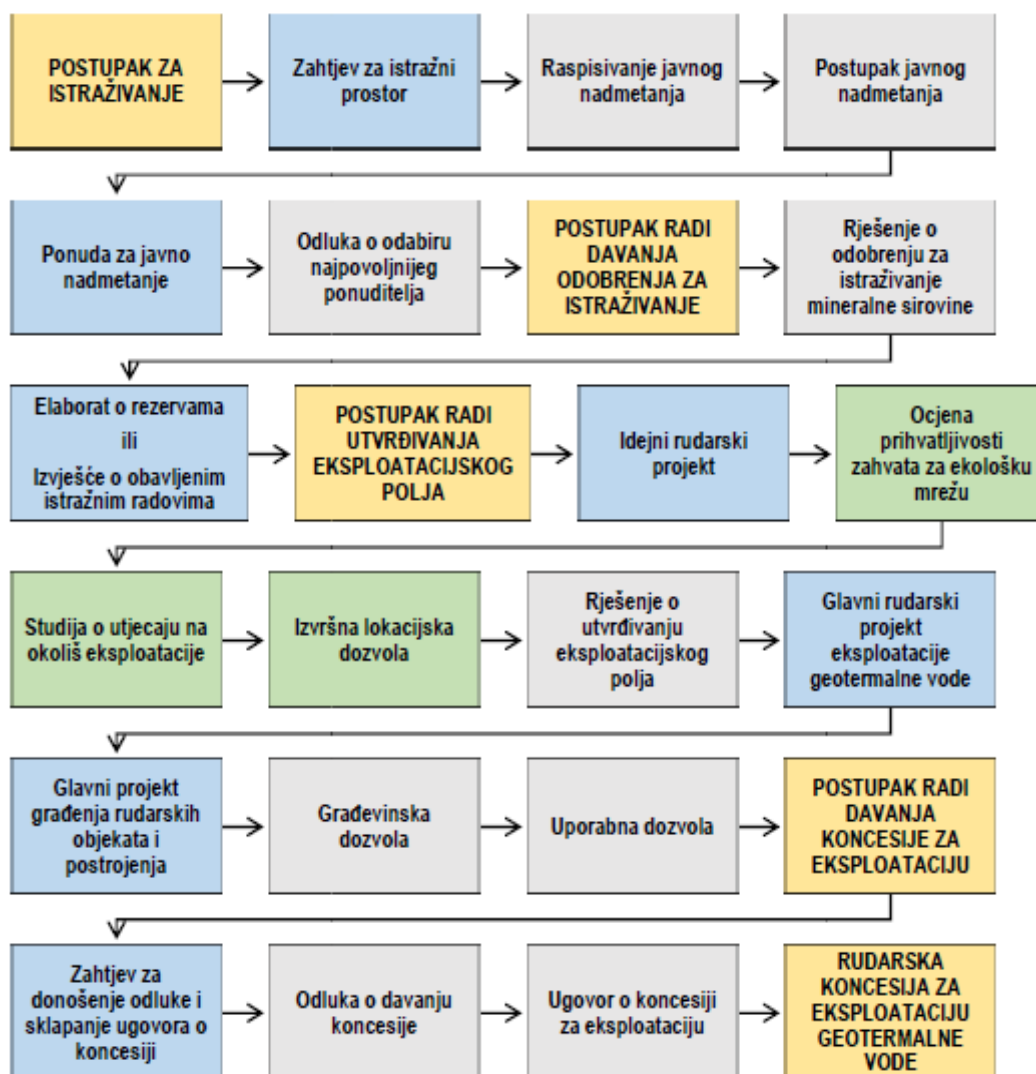 POSTUPAK ZA
ISTRAŽIVANJE
Zahtjev za istražni
prostor
Raspisivanje javnog
nadmetanja
Postupak javnog
nadmetanja
Ponuda za javno
nadmetanje
Odluka o odabiru
najpovoljnijeg
ponuditelja
POSTUPAK RADI
DAVANJA
ODOBRENJA ZA
ISTRAŽIVANJE
Rješenje o
odobrenju za
istraživanje
mineralne sirovine
Elaborat o rezervama
ili
Izvješće o obavljenim
istražnim radovima
POSTUPAK RADI
UTVRĐIVANJA
EKSPLOATACIJSKOG
POLJA
Idejni rudarski
projekt
Ocjena
prihvatljivosti
zahvata za ekološku
mrežu
Studija o utjecaju na
okoliš eksploatacije
Izvršna lokacijska
dozvola
Rješenje o
utvrđivanju
eksploatacijskog
polja
Glavni rudarski
projekt
eksploatacije
geotermalne vode
Glavni projekt
građenja rudarskih
objekata i
postrojenja
Građevinska
dozvola
Uporabna dozvola
POSTUPAK RADI
DAVANJA
KONCESIJE ZA
EKSPLOATACIJU
Zahtjev za
donošenje odluke i
sklapanje ugovora o
koncesiji
Odluka o davanju
koncesije
Ugovor o koncesiji
za eksploataciju
RUDARSKA
KONCESIJA ZA
EKSPLOATACIJU
GEOTERMALNE
VODE